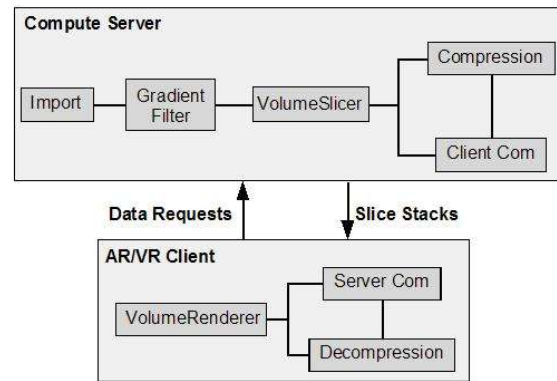 Compute Server
Compression
Import
Gradient
Filter
VolumeSlicer
Client Com
Data Requests
Slice Stacks
AR/VR Client
Server Com
VolumeRenderer
Decompression